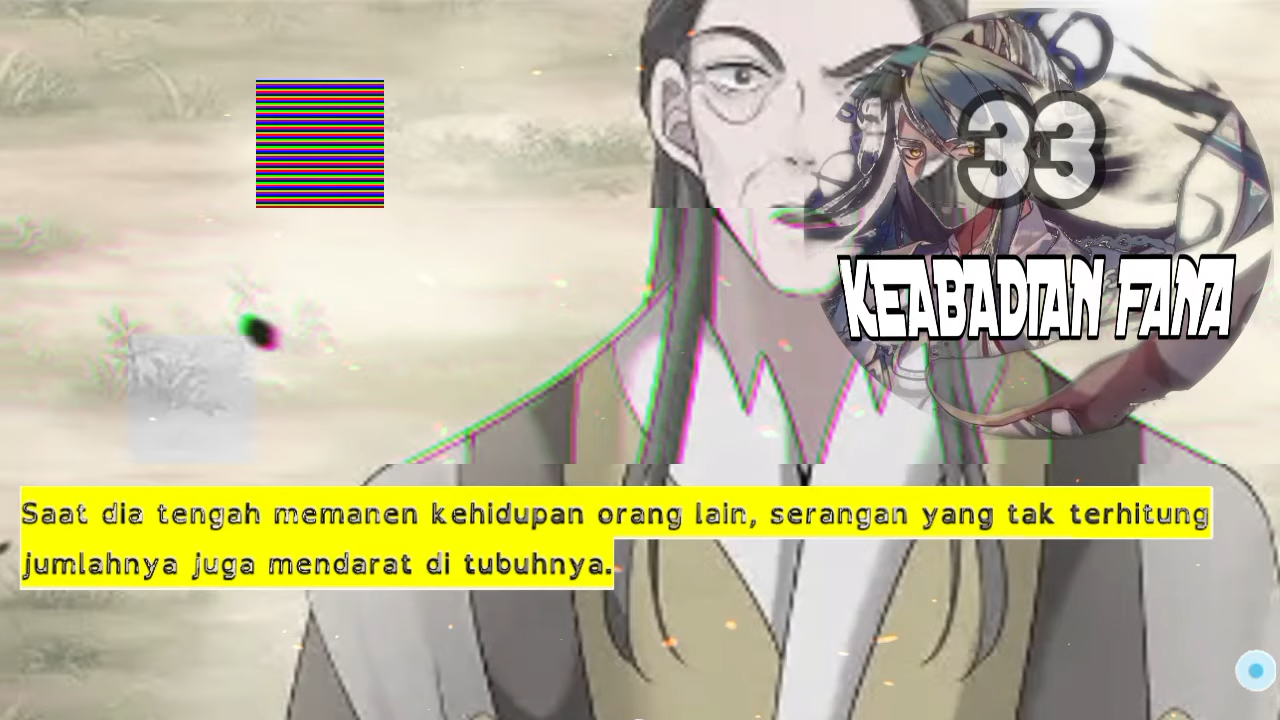 33
KEABADIAN FANA
Saat dia tengah memanen kehidupan orang lain, serangan yang tak terhitung
jumlahnya juga mendarat di tubuhnya.